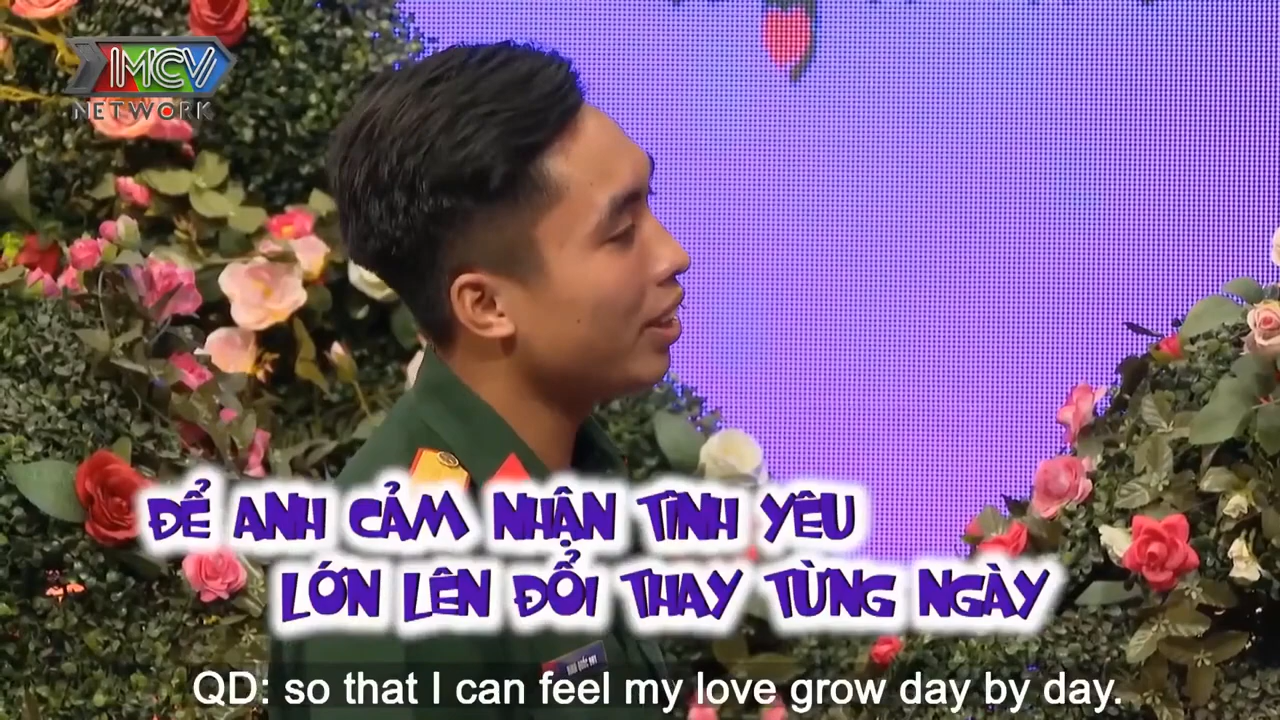 MCV
NETWORK
ĐỂ ANH CẢM NHẬN TÌNH YÊU
LỚN LÊN ĐỔI THAY TỪNG NGÀY
QD: so that I can feel my love grow day by day.